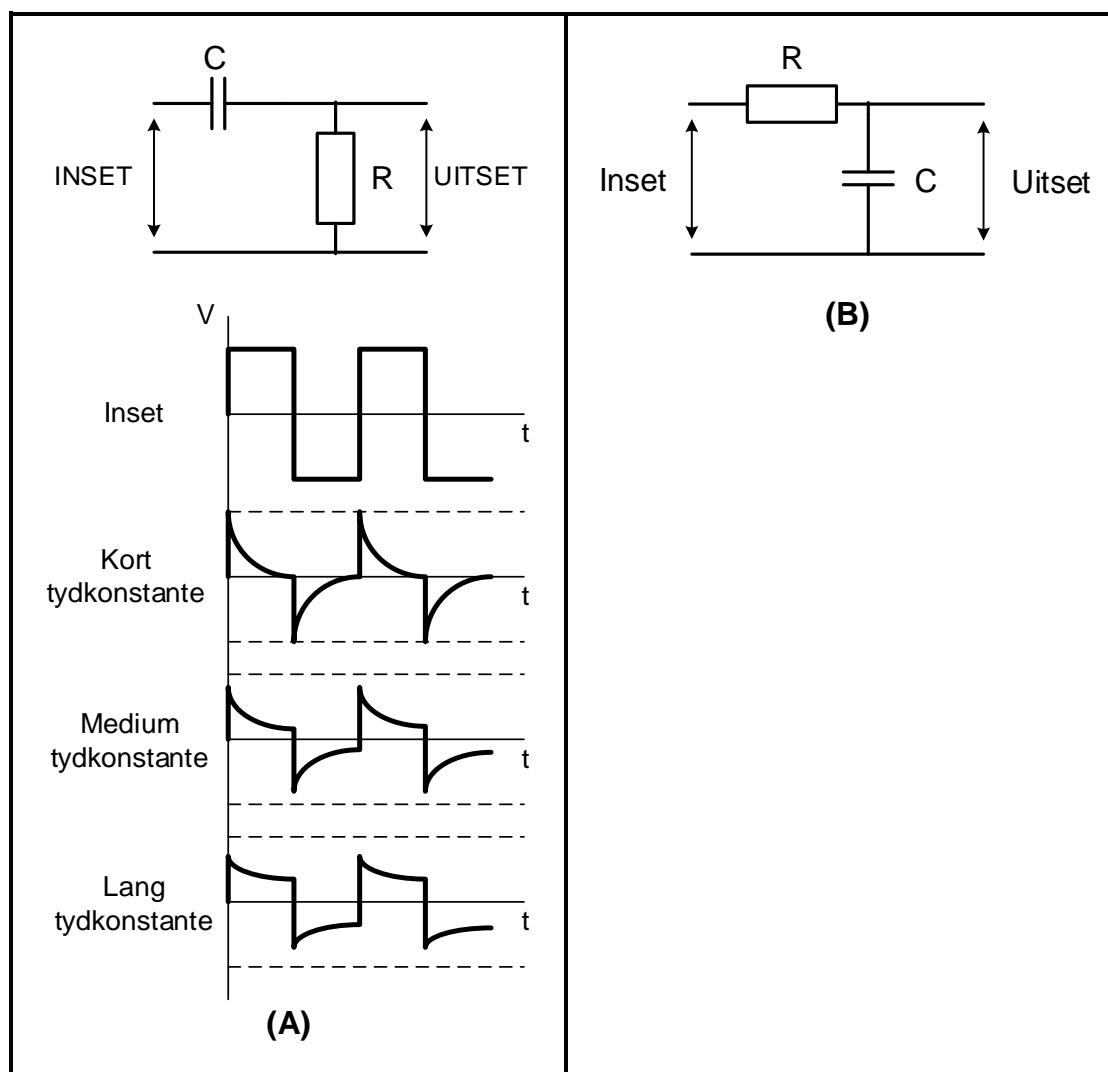 C
INSET
R
UITSET
V
Inset
t
Kort
tydkonstante
t
Medium
tydkonstante
t
Lang
tydkonstante
t
(A)
R
Inset
C
Uitset
(B)